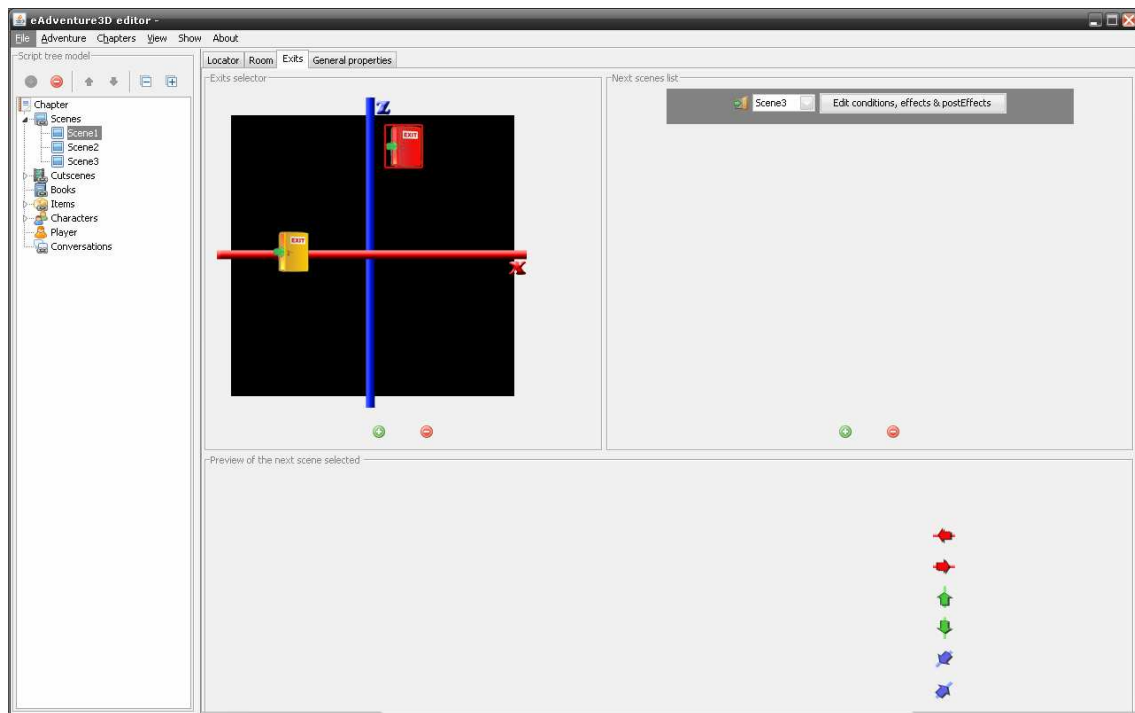 eAdventure3D editor -
File Adventure Chapters View Show About
Script tree model
Locator Room Exits General properties
Exits selector
Next scenes list
Chapter
Scenes
Scene1
Scene2
Scene3
Cutscenes
Books
Items
Characters
Player
Conversations
Z
EXIT
EXIT
X
Scene3 Edit conditions, effects & postEffects
Preview of the next scene selected